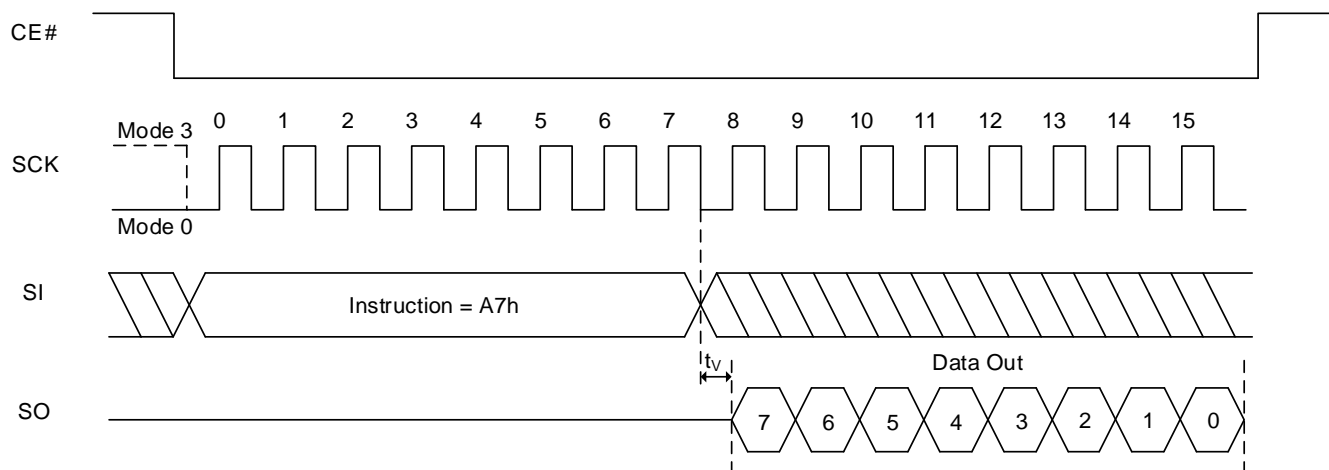 CE#
0 1 2 3 4 5 6 7 8 9 10 11 12 13 14 15
Mode 3
SCK
Mode 0
SI
Instruction = A7h
tV
Data Out
SO
7 6 5 4 3 2 1 0